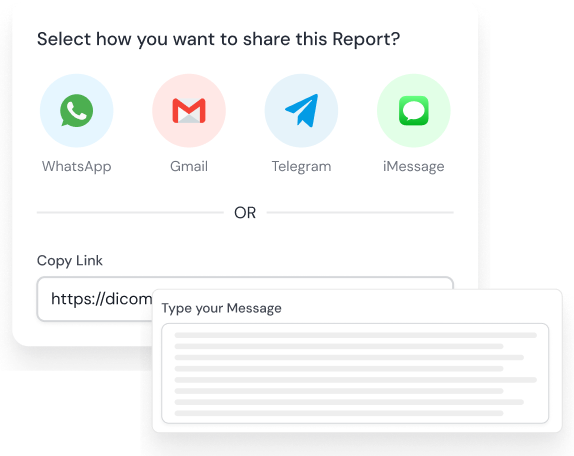 Select how you want to share this Report?
WhatsApp
Gmail
Telegram
iMessage
OR
Copy Link
https://dicom
Type your Message